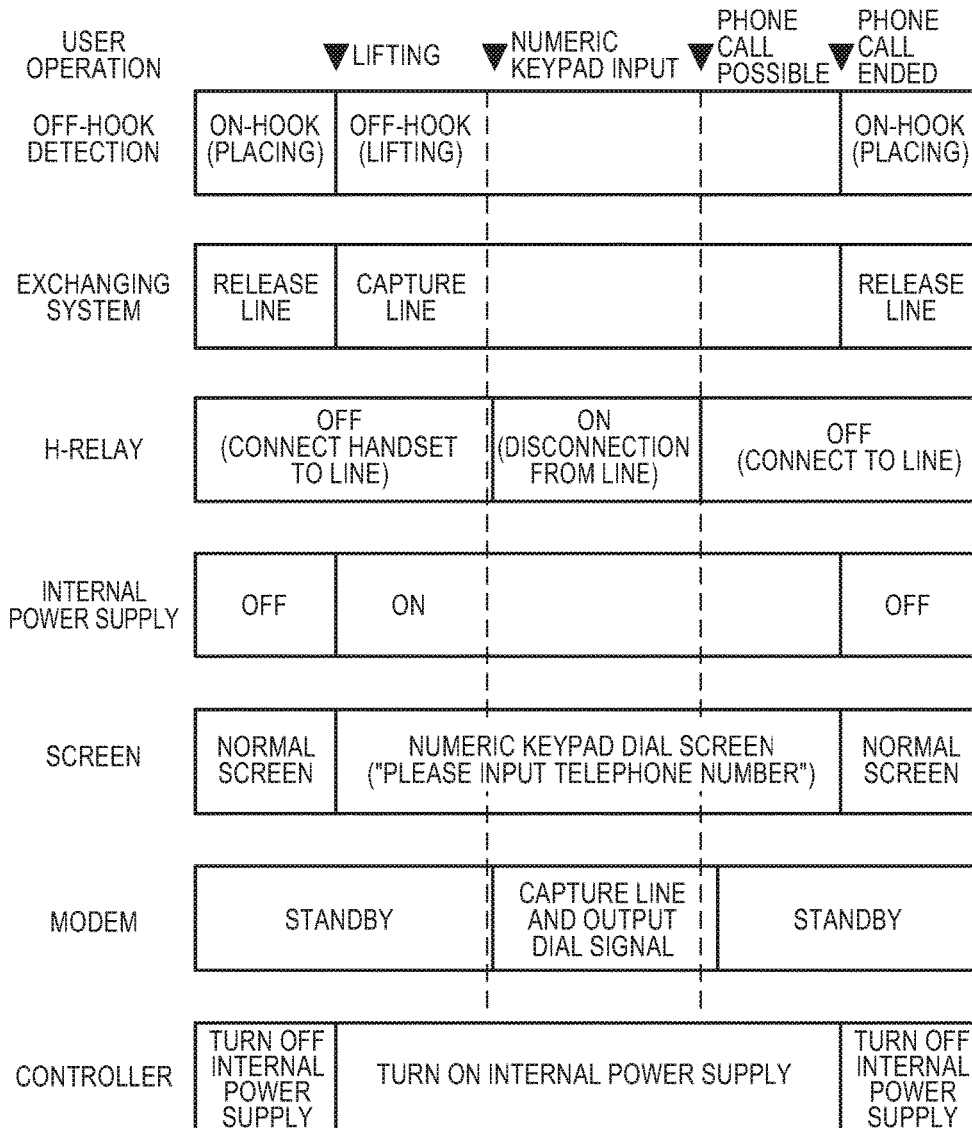 USER
OPERATION
LIFTING
NUMERIC
KEYPAD INPUT
PHONE
CALL
POSSIBLE
PHONE
CALL
ENDED
OFF-HOOK
DETECTION
ON-HOOK
(PLACING)
OFF-HOOK
(LIFTING)
ON-HOOK
(PLACING)
EXCHANGING
SYSTEM
RELEASE
LINE
CAPTURE
LINE
RELEASE
LINE
H-RELAY
OFF
(CONNECT HANDSET
TO LINE)
ON
(DISCONNECTION
FROM LINE)
OFF
(CONNECT TO LINE)
INTERNAL
POWER SUPPLY
OFF
ON
OFF
SCREEN
NORMAL
SCREEN
NUMERIC KEYPAD DIAL SCREEN
("PLEASE INPUT TELEPHONE NUMBER")
NORMAL
SCREEN
MODEM
STANDBY
CAPTURE LINE
AND OUTPUT
DIAL SIGNAL
STANDBY
CONTROLLER
TURN OFF
INTERNAL
POWER
SUPPLY
TURN ON INTERNAL POWER SUPPLY
TURN OFF
INTERNAL
POWER
SUPPLY